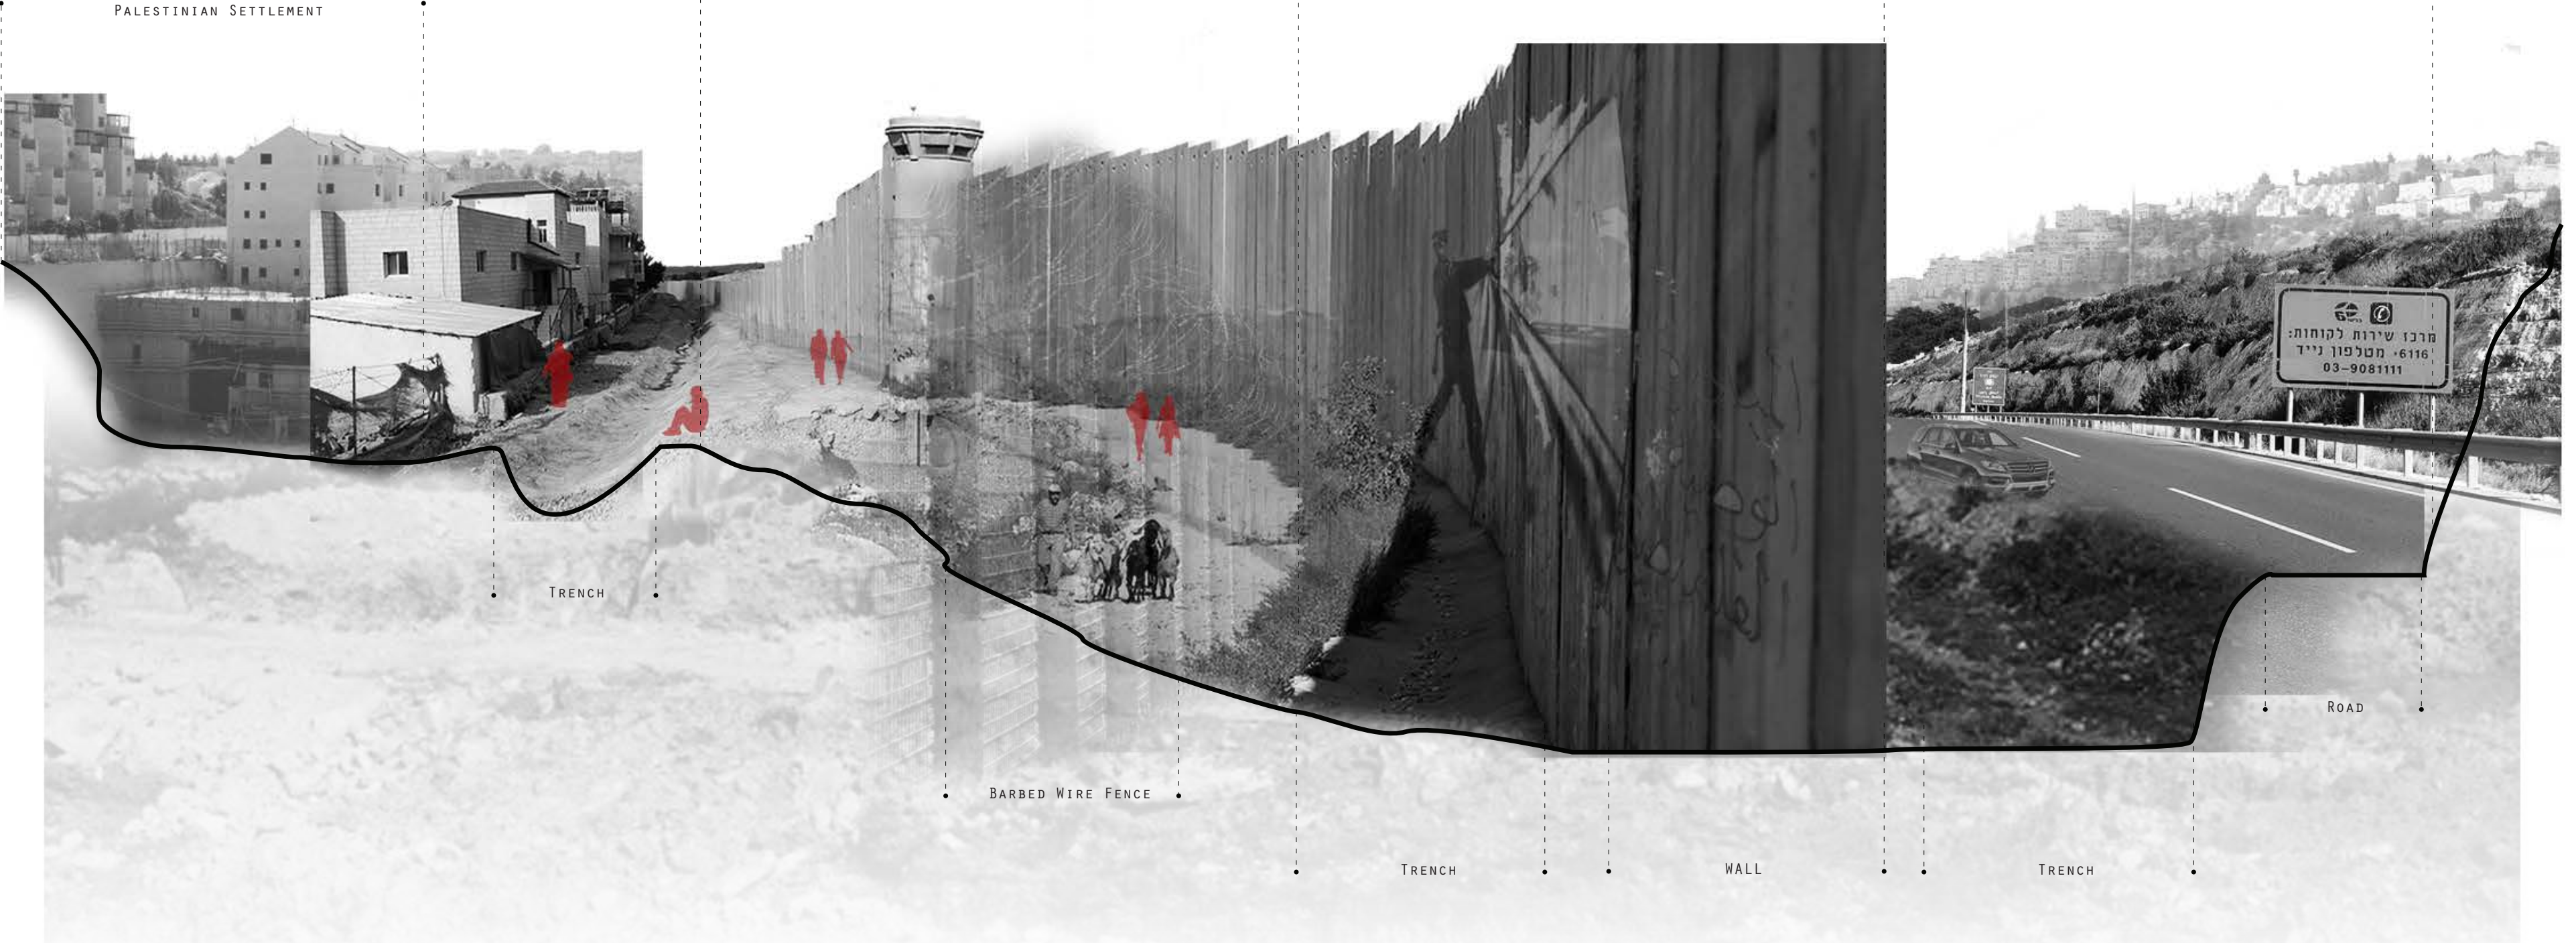 Palestinian Settlement
מרכז שירות לקוחות:
6116* מטלפון נייד
03-9081111
Trench
Road
Barbed Wire Fence
Trench
WALL
Trench